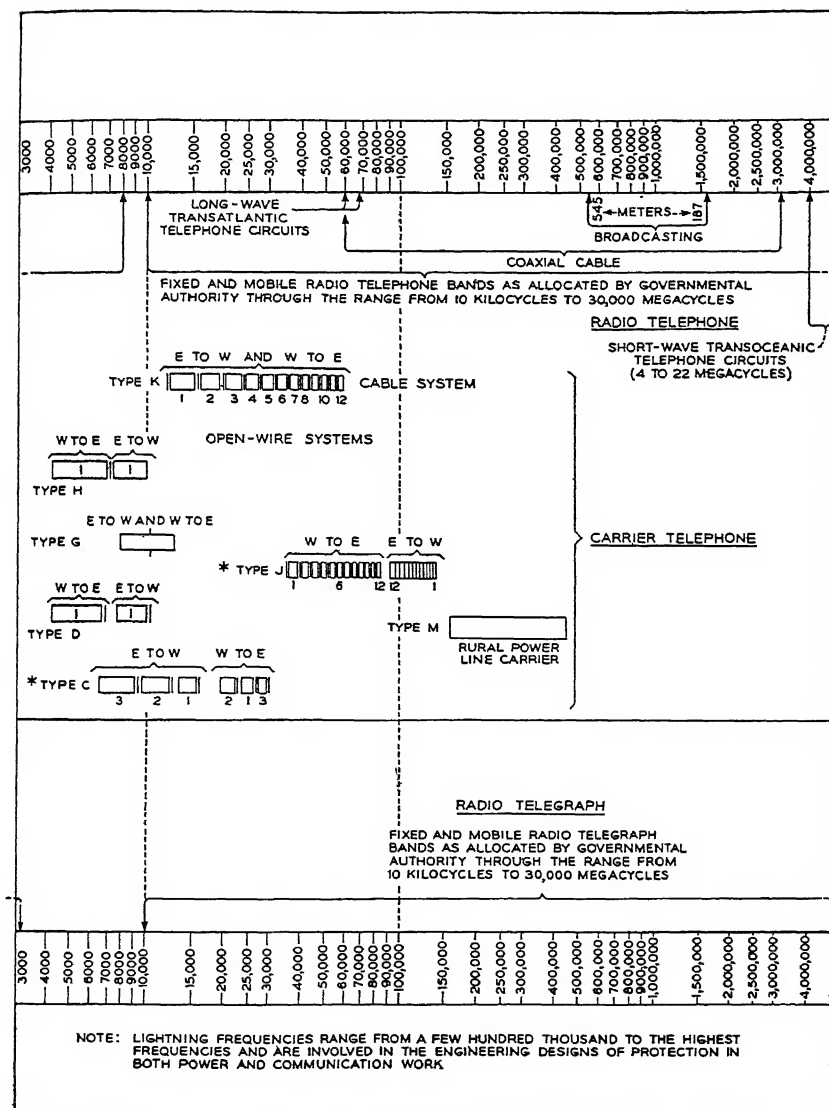 3000 4000 5000 6000 7000 8000 9000 10,000 15,000 20,000 25,000 30,000 40,000 50,000 60,000 70,000 80,000 90,000 100,000 150,000 200,000 250,000 300,000 400,000 500,000 600,000 700,000 800,000 900,000 1,000,000 1,500,000 2,000,000 2,500,000 3,000,000 4,000,000
LONG-WAVE
TRANSATLANTIC
TELEPHONE CIRCUITS
545 METERS 187
BROADCASTING
COAXIAL CABLE
FIXED AND MOBILE RADIO TELEPHONE BANDS AS ALLOCATED BY GOVERNMENTAL
AUTHORITY THROUGH THE RANGE FROM 10 KILOCYCLES TO 30,000 MEGACYCLES
RADIO TELEPHONE
SHORT-WAVE TRANSOCEANIC
TELEPHONE CIRCUITS
(4 TO 22 MEGACYCLES)
E TO W AND W TO E
TYPE K CABLE SYSTEM
1 2 3 4 5 6 7 8 10 12
OPEN-WIRE SYSTEMS
W TO E E TO W
1 1
TYPE H
E TO W AND W TO E
TYPE G
CARRIER TELEPHONE
W TO E E TO W
* TYPE J
1 6 12 12 1
W TO E E TO W
1 1
TYPE D
TYPE M
RURAL POWER
LINE CARRIER
E TO W W TO E
* TYPE C
3 2 1 2 1 3
RADIO TELEGRAPH
FIXED AND MOBILE RADIO TELEGRAPH
BANDS AS ALLOCATED BY GOVERNMENTAL
AUTHORITY THROUGH THE RANGE FROM
10 KILOCYCLES TO 30,000 MEGACYCLES
3000 4000 5000 6000 7000 8000 9000 10,000 15,000 20,000 25,000 30,000 40,000 50,000 60,000 70,000 80,000 90,000 100,000 150,000 200,000 250,000 300,000 400,000 500,000 600,000 700,000 800,000 900,000 1,000,000 1,500,000 2,000,000 2,500,000 3,000,000 4,000,000
NOTE: LIGHTNING FREQUENCIES RANGE FROM A FEW HUNDRED THOUSAND TO THE HIGHEST
FREQUENCIES AND ARE INVOLVED IN THE ENGINEERING DESIGNS OF PROTECTION IN
BOTH POWER AND COMMUNICATION WORK